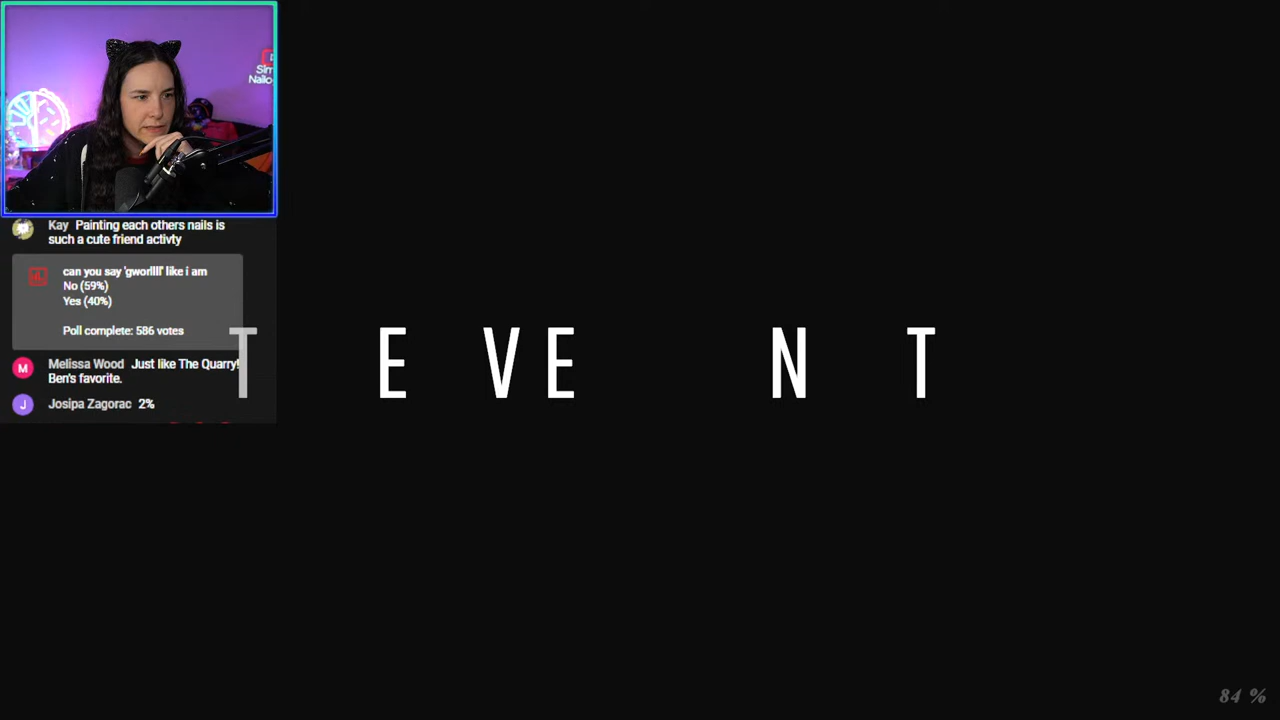 Kay Painting each others nails is
such a cute friend activty
can you say 'gworllll' like i am
No (59%)
Yes (40%)
Poll complete: 586 votes
Melissa Wood Just like The Quarry!
Ben's favorite.
M
Josipa Zagorac 2%
J
T E VE N T
84 %